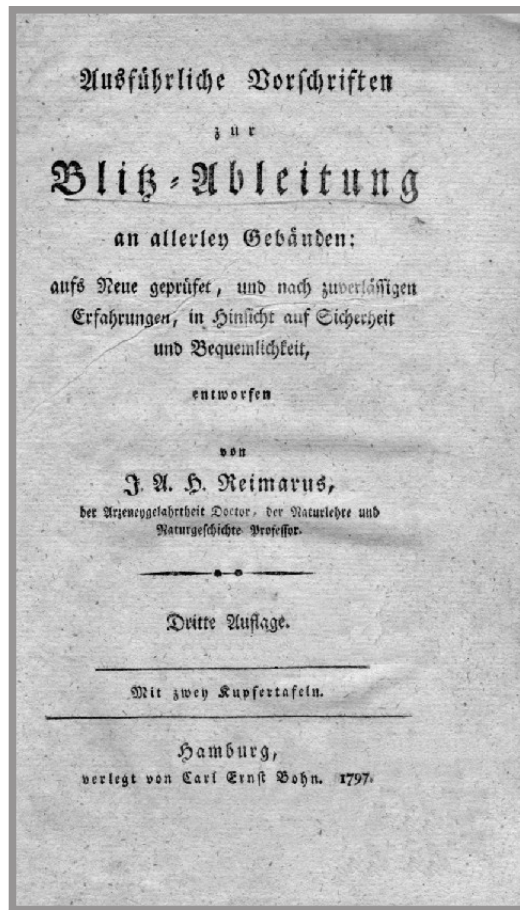 Ausführliche Vorschriften
zur
Blitz-Ableitung
an allerley Gebäuden:
aufs Neue geprüfet, und nach zuverlässigen
Erfahrungen, in Hinsicht auf Sicherheit
und Bequemlichkeit,
entworfen
von
J. A. H. Reimarus,
der Arzeneygelahrtheit Doctor, der Naturlehre und
Naturgeschichte Professor.
Dritte Auflage.
Mit zwey Kupfertafeln.
Hamburg,
verlegt von Carl Ernst Bohn. 1797.